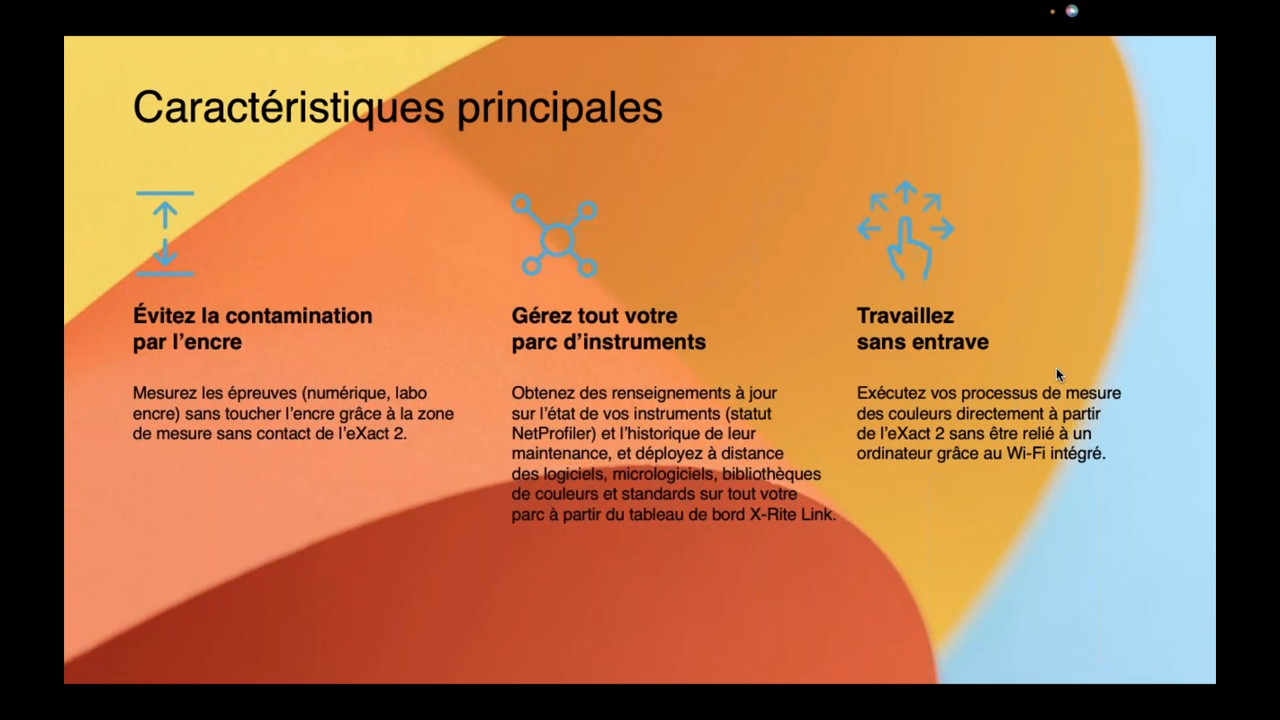 Caractéristiques principales
Évitez la contamination
par l’encre
Mesurez les épreuves (numérique, labo
encre) sans toucher l’encre grâce à la zone
de mesure sans contact de l’eXact 2.
Gérez tout votre
parc d’instruments
Obtenez des renseignements à jour
sur l’état de vos instruments (statut
NetProfiler) et l’historique de leur
maintenance, et déployez à distance
des logiciels, micrologiciels, bibliothèques
de couleurs et standards sur tout votre
parc à partir du tableau de bord X-Rite Link.
Travaillez
sans entrave
Exécutez vos processus de mesure
des couleurs directement à partir
de l’eXact 2 sans être relié à un
ordinateur grâce au Wi-Fi intégré.